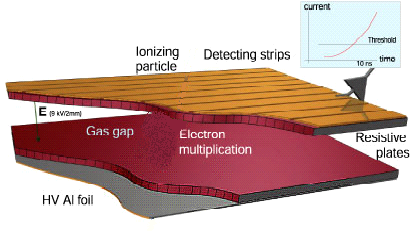 current
Threshold
time
10 ns
Ionizing
particle
Detecting strips
E (9 kV/2mm)
Gas gap
Electron
multiplication
Resistive
plates
HV Al foil